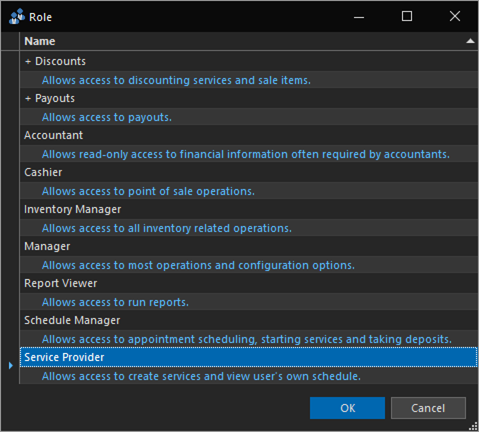 Role
Name
+ Discounts
Allows access to discounting services and sale items.
+ Payouts
Allows access to payouts.
Accountant
Allows read-only access to financial information often required by accountants.
Cashier
Allows access to point of sale operations.
Inventory Manager
Allows access to all inventory related operations.
Manager
Allows access to most operations and configuration options.
Report Viewer
Allows access to run reports.
Schedule Manager
Allows access to appointment scheduling, starting services and taking deposits.
Service Provider
Allows access to create services and view user's own schedule.
OK
Cancel